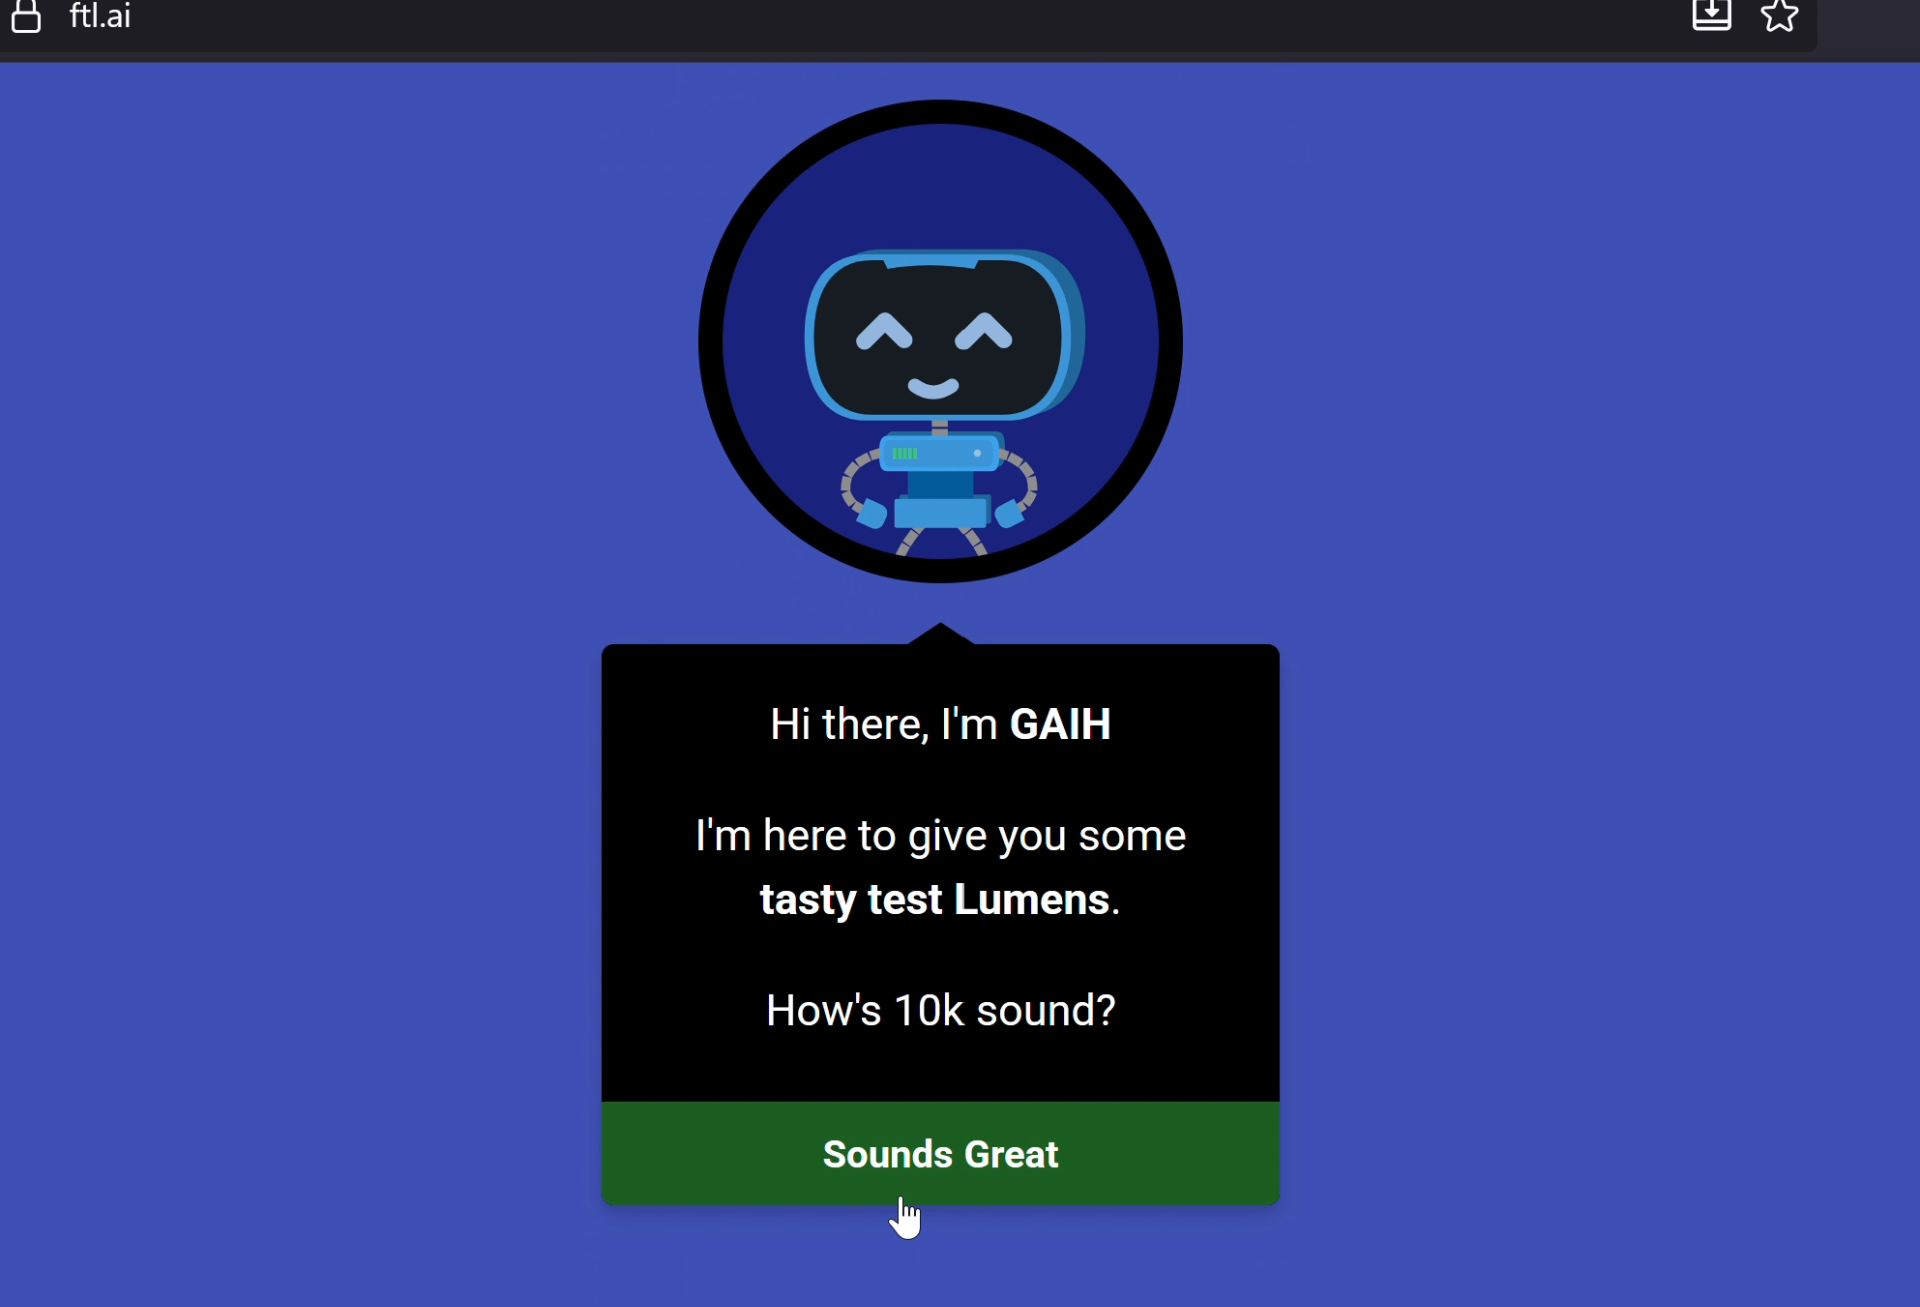 ftl.ai
Hi there, I'm GAIH
I'm here to give you some
tasty test Lumens.
How's 10k sound?
Sounds Great